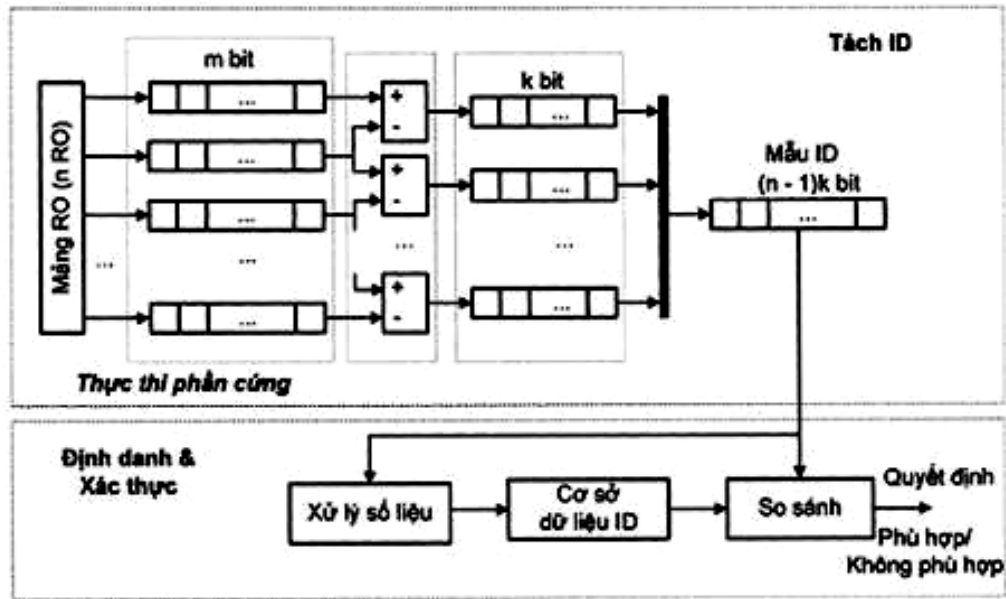 Tách ID
m bit
k bit
Mảng RO (n RO)
...
...
...
...
...
...
...
+
-
+
-
+
-
...
...
...
...
...
Mẫu ID
(n - 1)k bit
...
Thực thi phần cứng
Định danh &
Xác thực
Xử lý số liệu
Cơ sở
dữ liệu ID
So sánh
Quyết định
Phù hợp/
Không phù hợp